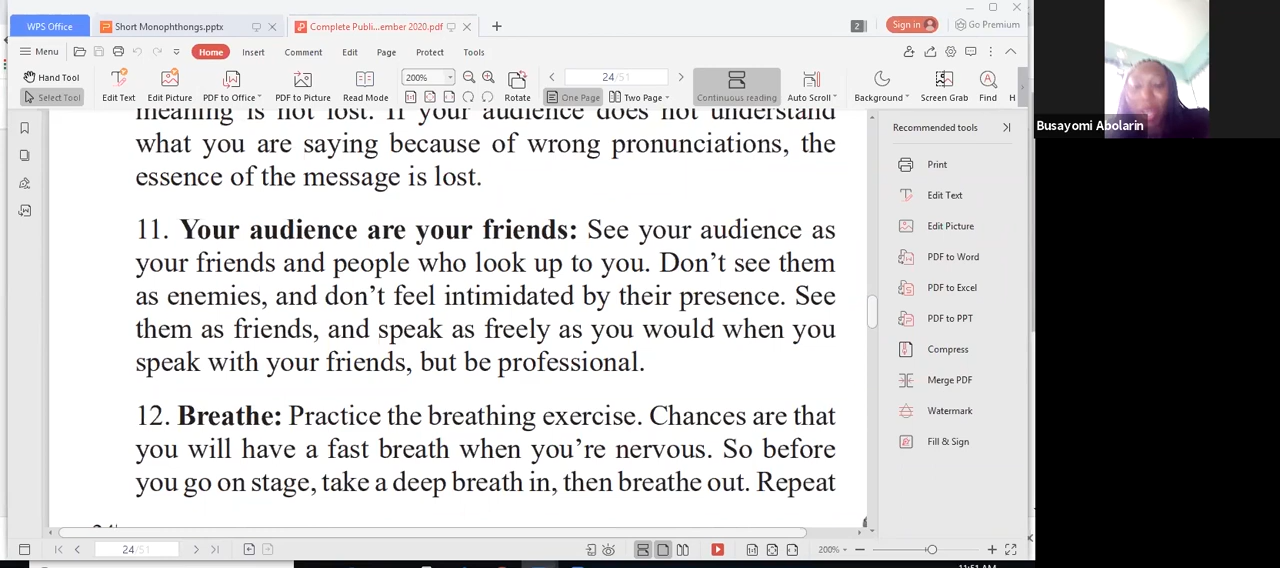 WPS Office
Short Monophthongs.pptx
Complete Publi...ember 2020.pdf
2
Sign in
Go Premium
Menu
Home
Insert
Comment
Edit
Page
Protect
Tools
Hand Tool
Select Tool
Edit Text
Edit Picture
PDF to Office
PDF to Picture
Read Mode
200%
Rotate
24/51
One Page
Two Page
Continuous reading
Auto Scroll
Background
Screen Grab
Find
H
Busayomi Abolarin
meaning is not lost. If your audience does not understand
what you are saying because of wrong pronunciations, the
essence of the message is lost.
11. Your audience are your friends: See your audience as
your friends and people who look up to you. Don't see them
as enemies, and don't feel intimidated by their presence. See
them as friends, and speak as freely as you would when you
speak with your friends, but be professional.
12. Breathe: Practice the breathing exercise. Chances are that
you will have a fast breath when you're nervous. So before
you go on stage, take a deep breath in, then breathe out. Repeat
Recommended tools
Print
Edit Text
Edit Picture
PDF to Word
PDF to Excel
PDF to PPT
Compress
Merge PDF
Watermark
Fill & Sign
24/51
200%
11:51 AM